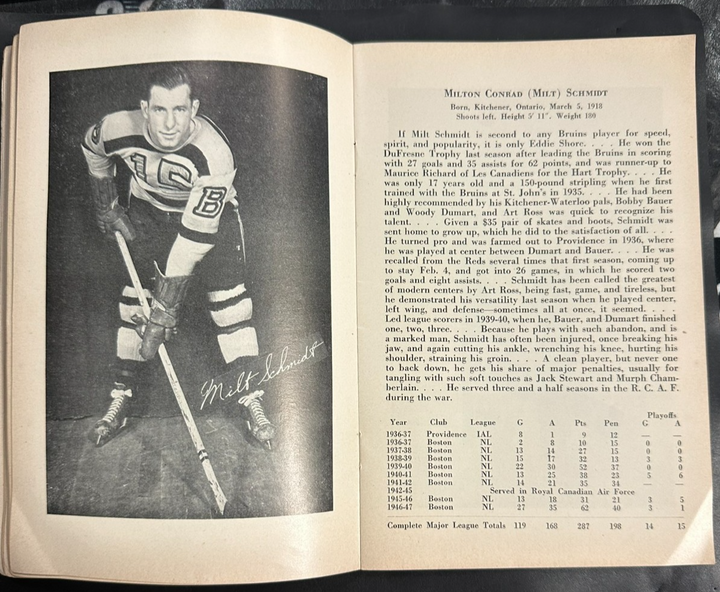 15
B
Milt Schmidt
MILTON CONRAD (MILT) SCHMIDT
Born, Kitchener, Ontario, March 5, 1918
Shoots left. Height 5' 11". Weight 180
If Milt Schmidt is second to any Bruins player for speed,
spirit, and popularity, it is only Eddie Shore. . . . He won the
DuFresne Trophy last season after leading the Bruins in scoring
with 27 goals and 35 assists for 62 points, and was runner-up to
Maurice Richard of Les Canadiens for the Hart Trophy. . . . He
was only 17 years old and a 150-pound stripling when he first
trained with the Bruins at St. John's in 1935. . . . He had been
highly recommended by his Kitchener-Waterloo pals, Bobby Bauer
and Woody Dumart, and Art Ross was quick to recognize his
talent. . . . Given a $35 pair of skates and boots, Schmidt was
sent home to grow up, which he did to the satisfaction of all. . . .
He turned pro and was farmed out to Providence in 1936, where
he was played at center between Dumart and Bauer. . . . He was
recalled from the Reds several times that first season, coming up
to stay Feb. 4, and got into 26 games, in which he scored two
goals and eight assists. . . . Schmidt has been called the greatest
of modern centers by Art Ross, being fast, game, and tireless, but
he demonstrated his versatility last season when he played center,
left wing, and defense—sometimes all at once, it seemed. . . .
Led league scorers in 1939-40, when he, Bauer, and Dumart finished
one, two, three. . . . Because he plays with such abandon, and is
a marked man, Schmidt has often been injured, once breaking his
jaw, and again cutting his ankle, wrenching his knee, hurting his
shoulder, straining his groin. . . . A clean player, but never one
to back down, he gets his share of major penalties, usually for
tangling with such soft touches as Jack Stewart and Murph Cham-
berlain. . . . He served three and a half seasons in the R. C. A. F.
during the war.
Playoffs
Year Club League G A Pts Pen G A
1936-37 Providence IAL 8 1 9 12 — —
1936-37 Boston NL 2 8 10 15 0 0
1937-38 Boston NL 13 14 27 15 0 0
1938-39 Boston NL 15 17 32 13 3 3
1939-40 Boston NL 22 30 52 37 0 0
1940-41 Boston NL 13 25 38 23 5 6
1941-42 Boston NL 14 21 35 34 — —
1942-45 Served in Royal Canadian Air Force
1945-46 Boston NL 13 18 31 21 3 5
1946-47 Boston NL 27 35 62 40 3 1
Complete Major League Totals 119 168 287 198 14 15